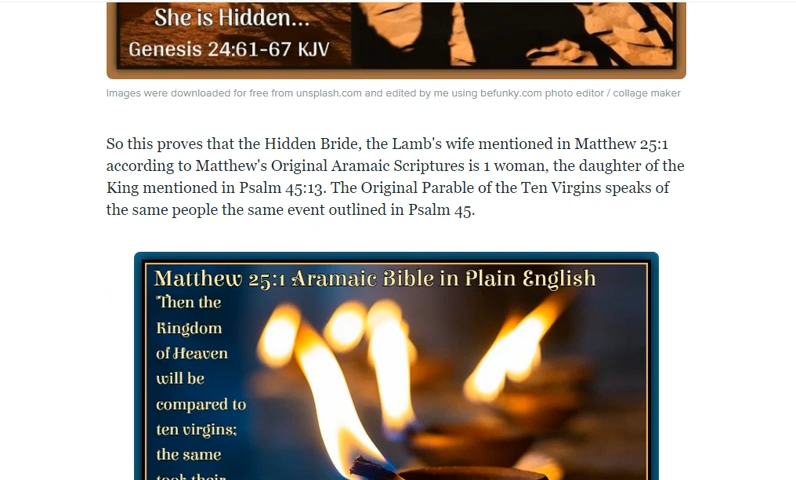 She is Hidden...
Genesis 24:61-67 KJV
Images were downloaded for free from unsplash.com and edited by me using befunky.com photo editor / collage maker
So this proves that the Hidden Bride, the Lamb's wife mentioned in Matthew 25:1
according to Matthew's Original Aramaic Scriptures is 1 woman, the daughter of the
King mentioned in Psalm 45:13. The Original Parable of the Ten Virgins speaks of
the same people the same event outlined in Psalm 45.
Matthew 25:1 Aramaic Bible in Plain English
"Then the
Kingdom
of Heaven
will be
compared to
ten virgins;
the same
took their